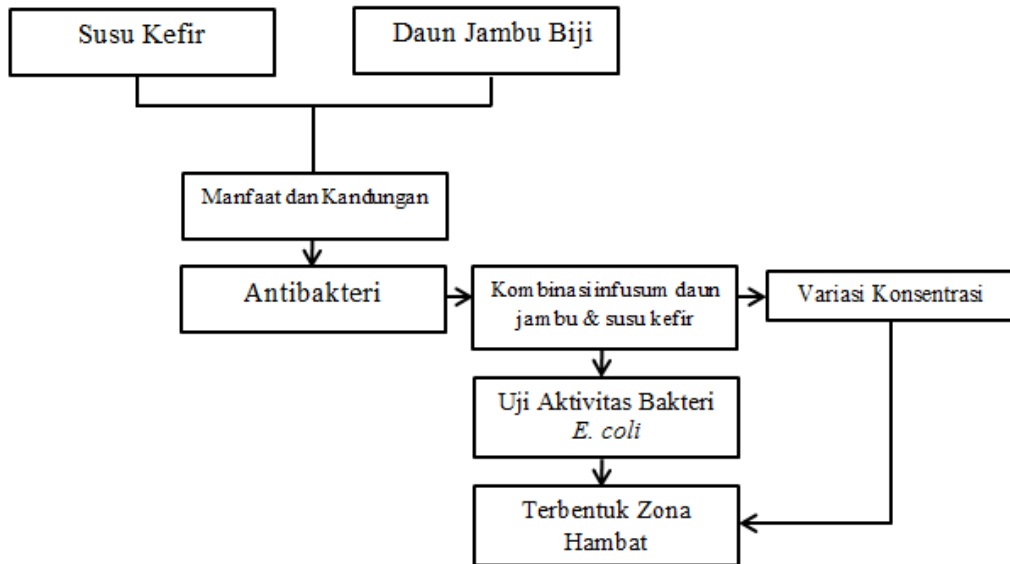 Susu Kefir
Daun Jambu Biji
Manfaat dan Kandungan
Antibakteri
Kombinasi infusum daun
jambu & susu kefir
Variasi Konsentrasi
Uji Aktivitas Bakteri
E. coli
Terbentuk Zona
Hambat